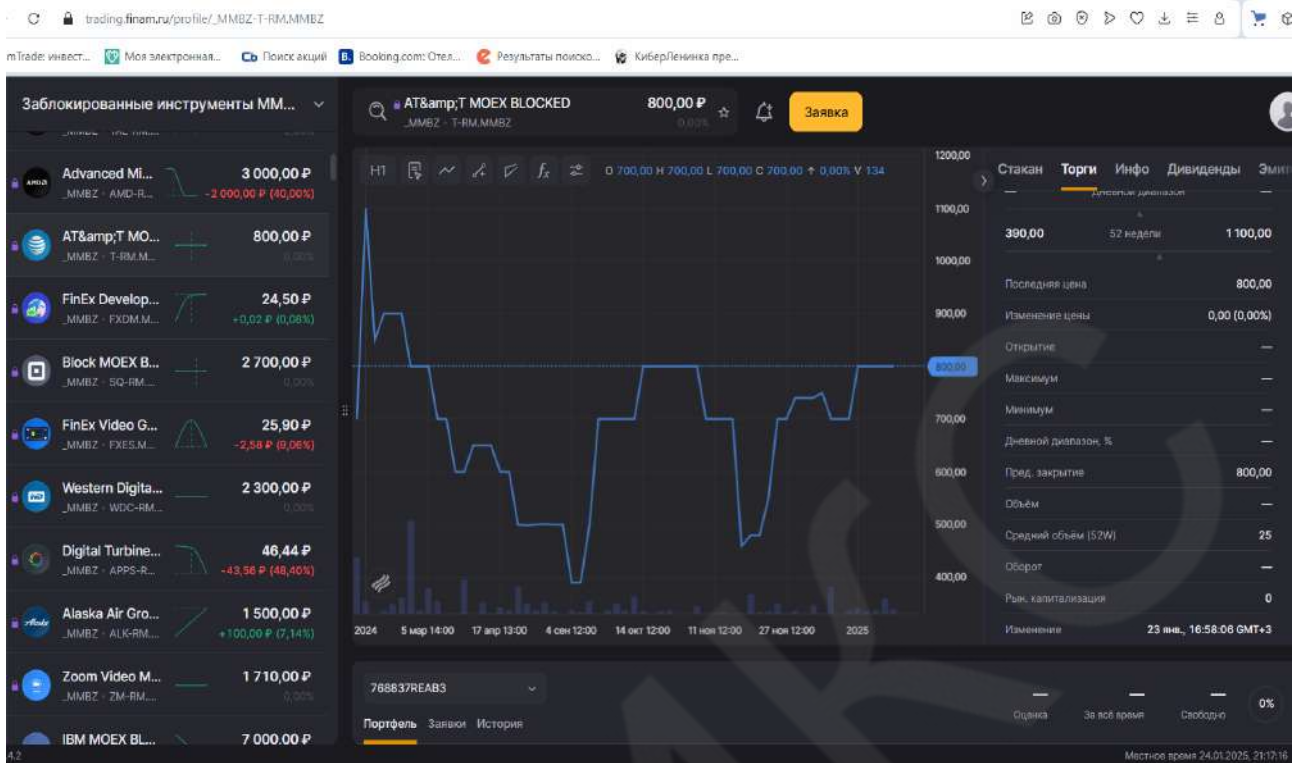 trading.finam.ru/profile/_MMBZ-T-RM.MMBZ
mTrade: инвест... Моя электронная... Поиск акций Booking.com: Отел... Результаты поиско... КиберЛенинка пре...
Заблокированные инструменты MM...
Advanced Mi... 3 000,00 ₽
_MMBZ · AMD-R... -2 000,00 ₽ (40,00%)
AT&amp;T MO... 800,00 ₽
_MMBZ · T-RM.M... 0,00%
FinEx Develop... 24,50 ₽
_MMBZ · FXDM.M... +0,02 ₽ (0,08%)
Block MOEX B... 2 700,00 ₽
_MMBZ · SQ-RM.... 0,00%
FinEx Video G... 25,90 ₽
_MMBZ · FXES.M... -2,58 ₽ (9,06%)
Western Digita... 2 300,00 ₽
_MMBZ · WDC-RM... 0,00%
Digital Turbine... 46,44 ₽
_MMBZ · APPS-R... -43,56 ₽ (48,40%)
Alaska Air Gro... 1 500,00 ₽
_MMBZ · ALK-RM.... +100,00 ₽ (7,14%)
Zoom Video M... 1 710,00 ₽
_MMBZ · ZM-RM.... 0,00%
IBM MOEX BL... 7 000,00 ₽
AT&amp;T MOEX BLOCKED 800,00 ₽
_MMBZ · T-RM.MMBZ 0,00%
Заявка
H1 O 700,00 H 700,00 L 700,00 C 700,00 0,00% V 134
1200,00
1100,00
1000,00
900,00
800,00
700,00
600,00
500,00
400,00
2024 5 мар 14:00 17 апр 13:00 4 сен 12:00 14 окт 12:00 11 ноя 12:00 27 ноя 12:00 2025
Стакан Торги Инфо Дивиденды Эмит
— Дневной диапазон —
390,00 52 недели 1 100,00
Последняя цена 800,00
Изменение цены 0,00 (0,00%)
Открытие —
Максимум —
Минимум —
Дневной диапазон, % —
Пред. закрытие 800,00
Объём —
Средний объём (52W) 25
Оборот —
Рын. капитализация 0
Изменение 23 янв., 16:58:06 GMT+3
768837REAB3
Портфель Заявки История
— — — 0%
Оценка За всё время Свободно
4.2
Местное время 24.01.2025, 21:17:16